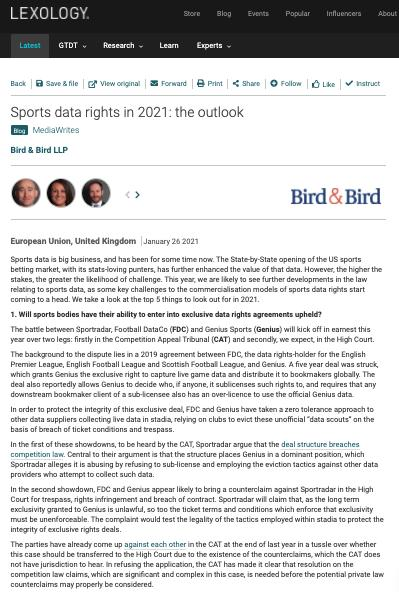 LEXOLOGY.
Store Blog Events Popular Influencers About
Latest GTDT Research Learn Experts
Back Save & file View original Forward Print Share Follow Like Instruct
Sports data rights in 2021: the outlook
Blog MediaWrites
Bird & Bird LLP
Bird & Bird
European Union, United Kingdom | January 26 2021
Sports data is big business, and has been for some time now. The State-by-State opening of the US sports
betting market, with its stats-loving punters, has further enhanced the value of that data. However, the higher the
stakes, the greater the likelihood of challenge. This year, we are likely to see further developments in the law
relating to sports data, as some key challenges to the commercialisation models of sports data rights start
coming to a head. We take a look at the top 5 things to look out for in 2021.
1. Will sports bodies have their ability to enter into exclusive data rights agreements upheld?
The battle between Sportradar, Football DataCo (FDC) and Genius Sports (Genius) will kick off in earnest this
year over two legs: firstly in the Competition Appeal Tribunal (CAT) and secondly, we expect, in the High Court.
The background to the dispute lies in a 2019 agreement between FDC, the data rights-holder for the English
Premier League, English Football League and Scottish Football League, and Genius. A five year deal was struck,
which grants Genius the exclusive right to capture live game data and distribute it to bookmakers globally. The
deal also reportedly allows Genius to decide who, if anyone, it sublicenses such rights to, and requires that any
downstream bookmaker client of a sub-licensee also has an over-licence to use the official Genius data.
In order to protect the integrity of this exclusive deal, FDC and Genius have taken a zero tolerance approach to
other data suppliers collecting live data in stadia, relying on clubs to evict these unofficial "data scouts" on the
basis of breach of ticket conditions and trespass.
In the first of these showdowns, to be heard by the CAT, Sportradar argue that the deal structure breaches
competition law. Central to their argument is that the structure places Genius in a dominant position, which
Sportradar alleges it is abusing by refusing to sub-license and employing the eviction tactics against other data
providers who attempt to collect such data.
In the second showdown, FDC and Genius appear likely to bring a counterclaim against Sportradar in the High
Court for trespass, rights infringement and breach of contract. Sportradar will claim that, as the long term
exclusivity granted to Genius is unlawful, so too the ticket terms and conditions which enforce that exclusivity
must be unenforceable. The complaint would test the legality of the tactics employed within stadia to protect the
integrity of exclusive rights deals.
The parties have already come up against each other in the CAT at the end of last year in a tussle over whether
this case should be transferred to the High Court due to the existence of the counterclaims, which the CAT does
not have jurisdiction to hear. In refusing the application, the CAT has made it clear that resolution on the
competition law claims, which are significant and complex in this case, is needed before the potential private law
counterclaims may properly be considered.